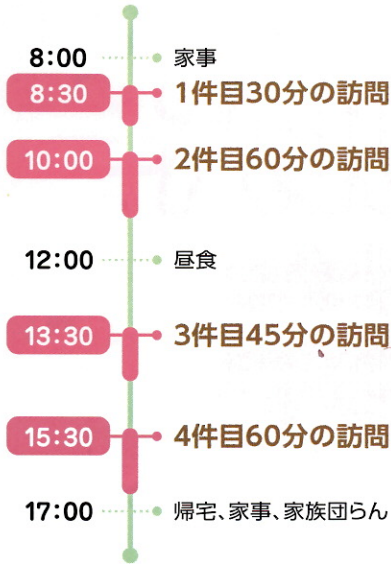 8:00 家事
8:30 1件目30分の訪問
10:00 2件目60分の訪問
12:00 昼食
13:30 3件目45分の訪問
15:30 4件目60分の訪問
17:00 帰宅、家事、家族団らん